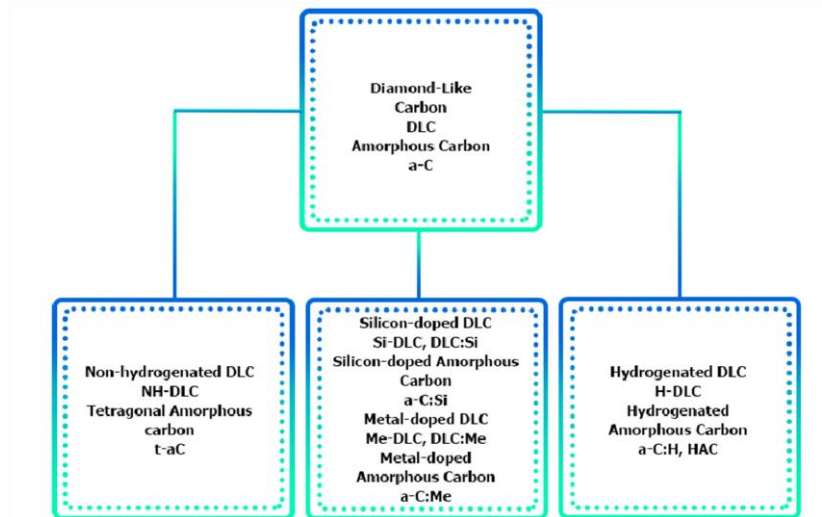 Diamond-Like
Carbon
DLC
Amorphous Carbon
a-C
Non-hydrogenated DLC
NH-DLC
Tetragonal Amorphous
carbon
t-aC
Silicon-doped DLC
Si-DLC, DLC:Si
Silicon-doped Amorphous
Carbon
a-C:Si
Metal-doped DLC
Me-DLC, DLC:Me
Metal-doped
Amorphous Carbon
a-C:Me
Hydrogenated DLC
H-DLC
Hydrogenated
Amorphous Carbon
a-C:H, HAC